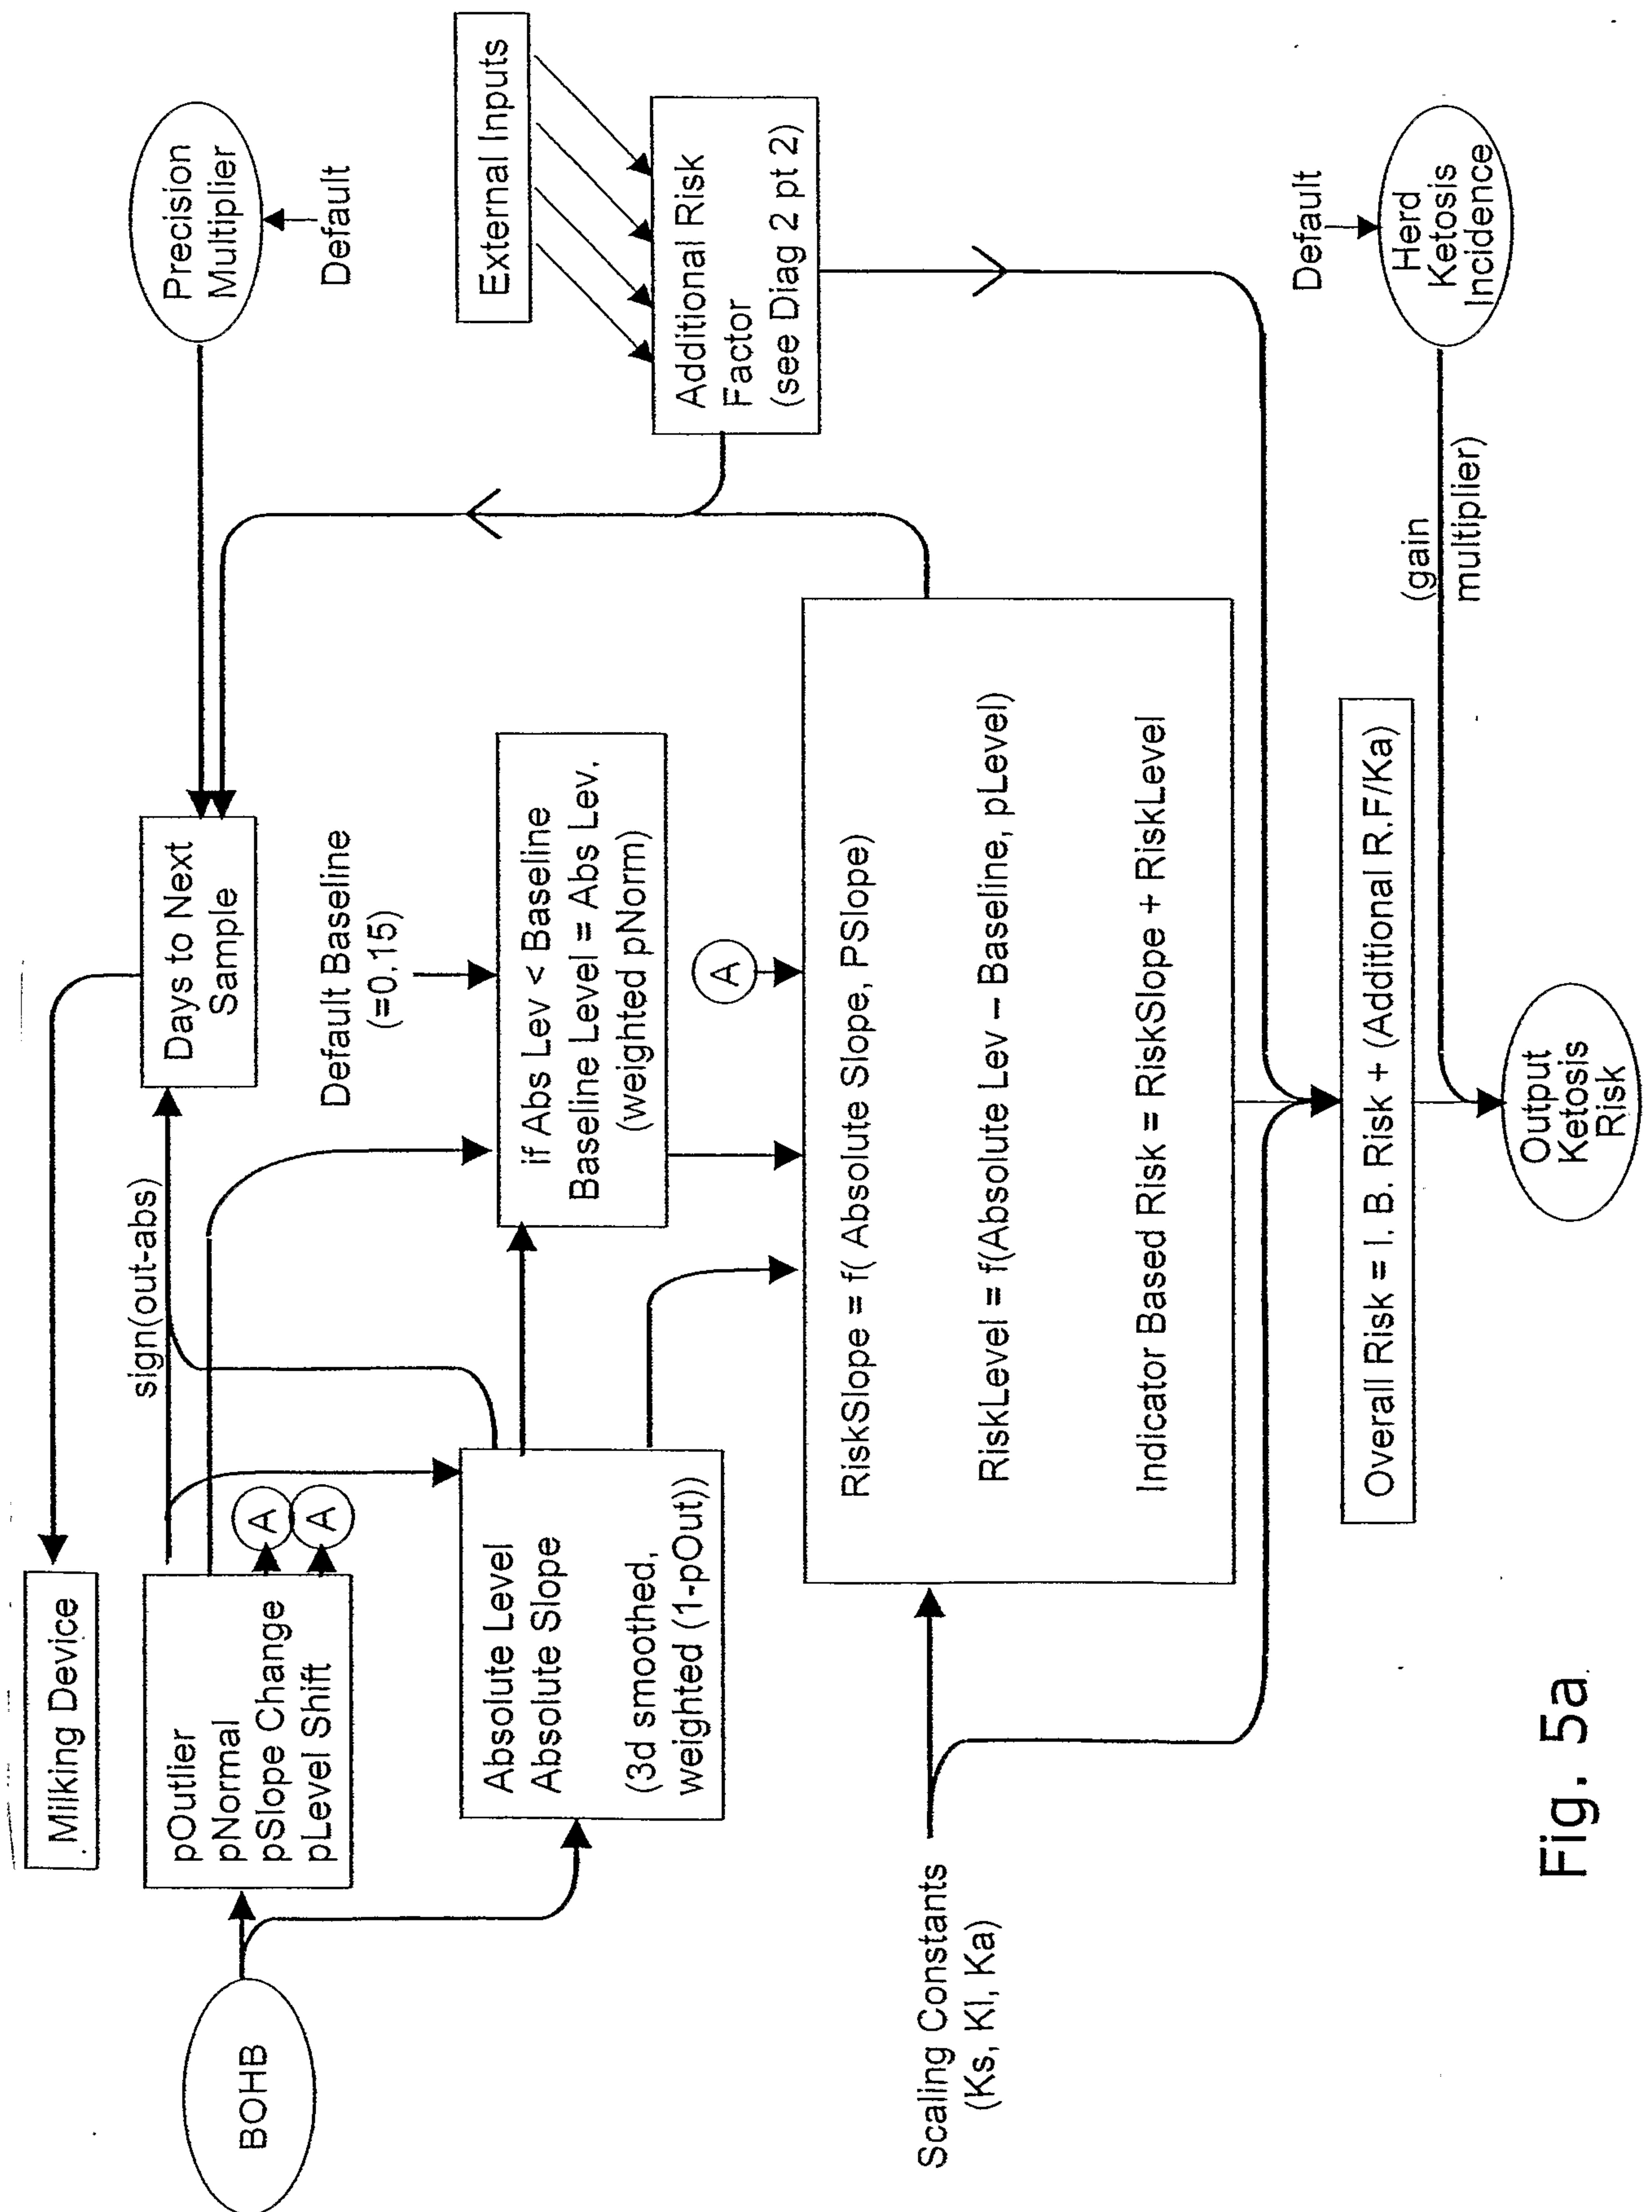 Milking Device
Days to Next
Sample
Precision
Multiplier
Default
sign(out-abs)
BOHB
pOutlier
pNormal
pSlope Change
pLevel Shift
A
A
Default Baseline
(=0.15)
External Inputs
Absolute Level
Absolute Slope
(3d smoothed,
weighted (1-pOut))
if Abs Lev < Baseline
Baseline Level = Abs Lev.
(weighted pNorm)
Additional Risk
Factor
(see Diag 2 pt 2)
A
Scaling Constants
(Ks, Kl, Ka)
RiskSlope = f( Absolute Slope, PSlope)
RiskLevel = f(Absolute Lev – Baseline, pLevel)
Indicator Based Risk = RiskSlope + RiskLevel
Overall Risk = I. B. Risk + (Additional R.F/Ka)
(gain
multiplier)
Default
Herd
Ketosis
Incidence
Output
Ketosis
Risk
Fig. 5a